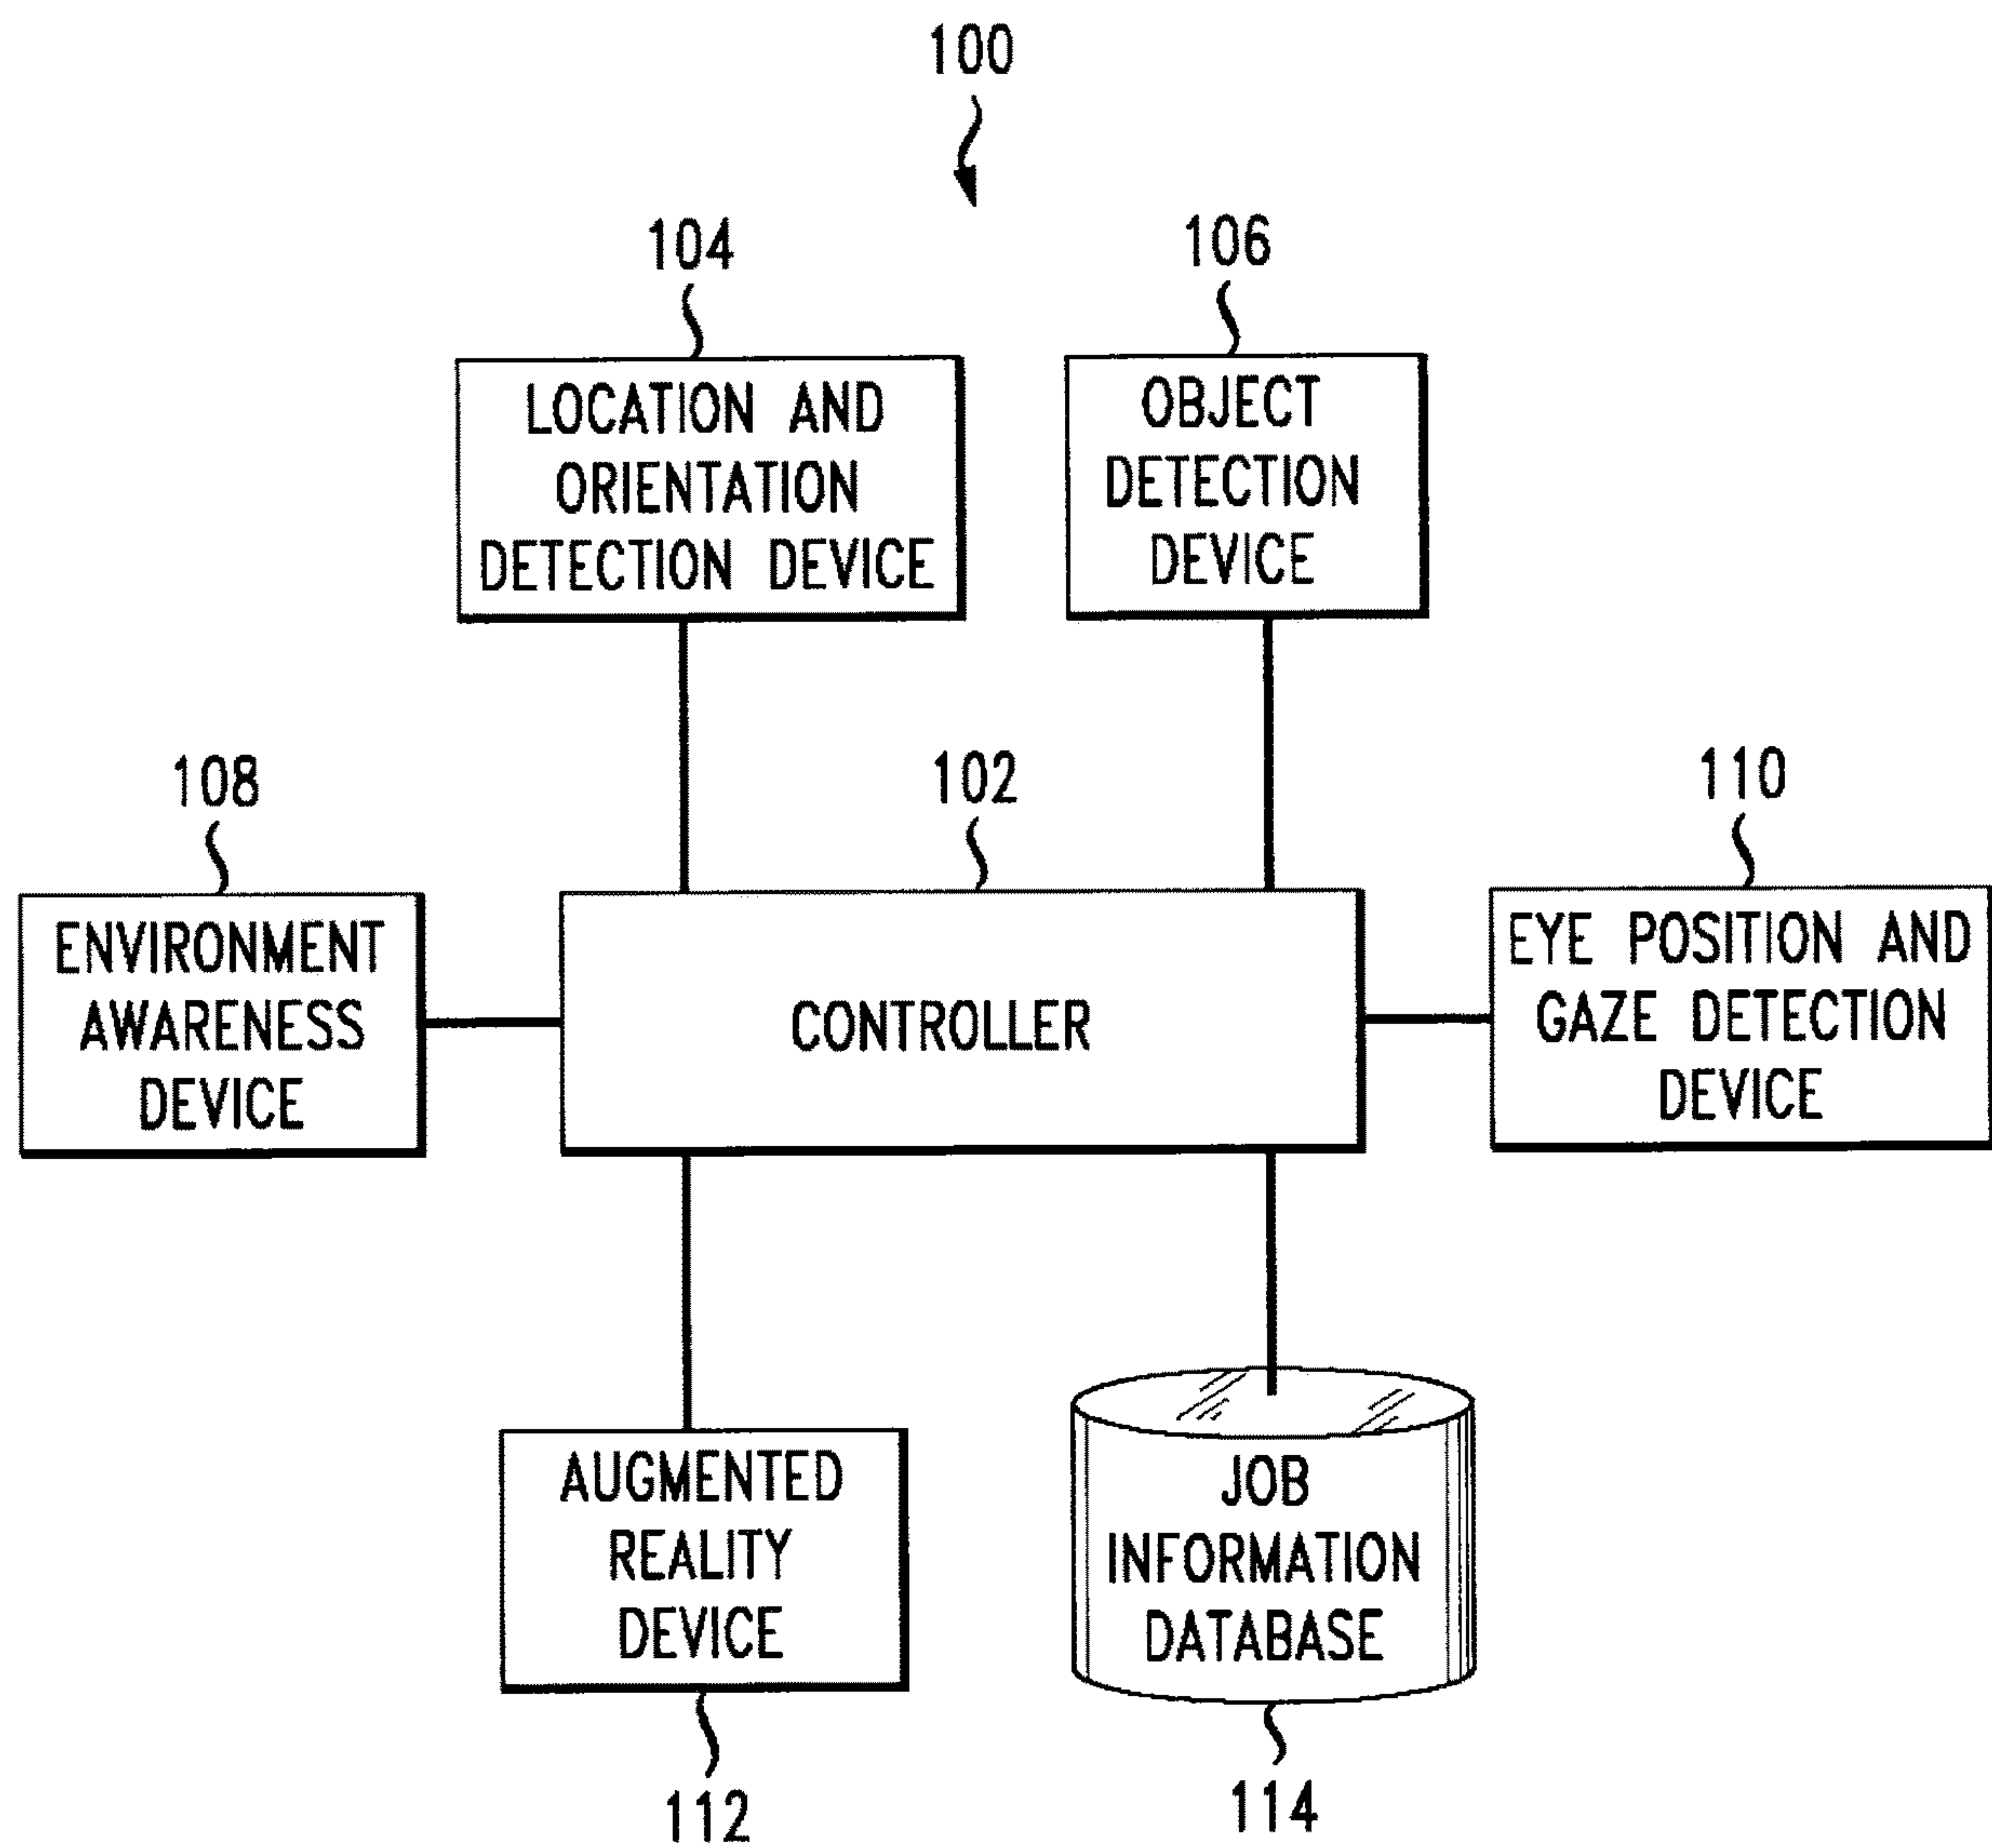 100
104
106
LOCATION AND
ORIENTATION
DETECTION DEVICE
OBJECT
DETECTION
DEVICE
108
102
110
ENVIRONMENT
AWARENESS
DEVICE
CONTROLLER
EYE POSITION AND
GAZE DETECTION
DEVICE
AUGMENTED
REALITY
DEVICE
JOB
INFORMATION
DATABASE
112
114